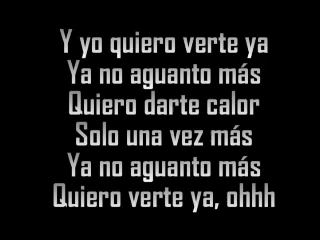 Y yo quiero verte ya
Ya no aguanto más
Quiero darte calor
Solo una vez más
Ya no aguanto más
Quiero verte ya, ohhh